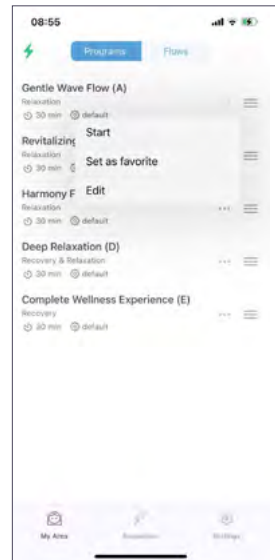 08:55
Programs Flows
Gentle Wave Flow (A)
Relaxation
30 min default
Start
Revitalizing
Relaxation
Set as favorite
30 min
Edit
Harmony F
Relaxation
30 min default
Deep Relaxation (D)
Recovery & Relaxation
30 min default
Complete Wellness Experience (E)
Recovery
30 min default
My Area Settings